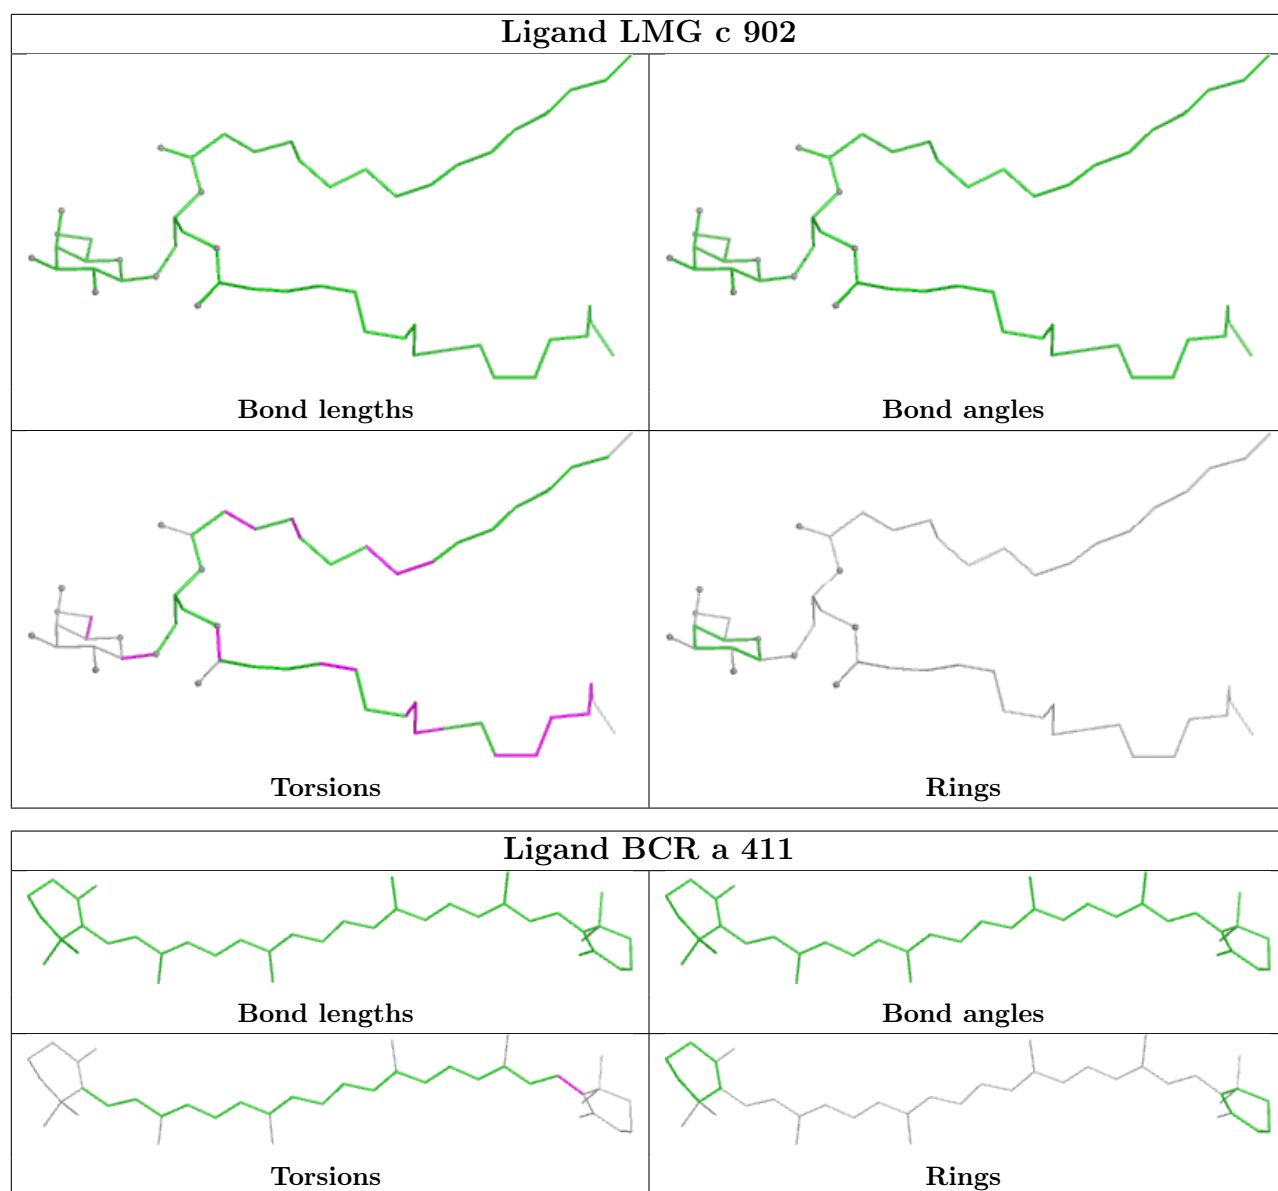 Ligand LMG c 902
Bond lengths
Bond angles
Torsions
Rings
Ligand BCR a 411
Bond lengths
Bond angles
Torsions
Rings